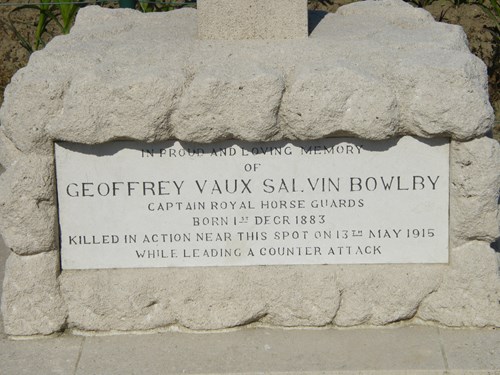 IN PROUD AND LOVING MEMORY
OF
GEOFFREY VAUX SALVIN BOWLBY
CAPTAIN ROYAL HORSE GUARDS
BORN 1ST DECR 1883
KILLED IN ACTION NEAR THIS SPOT ON 13TH MAY 1915
WHILE LEADING A COUNTER ATTACK